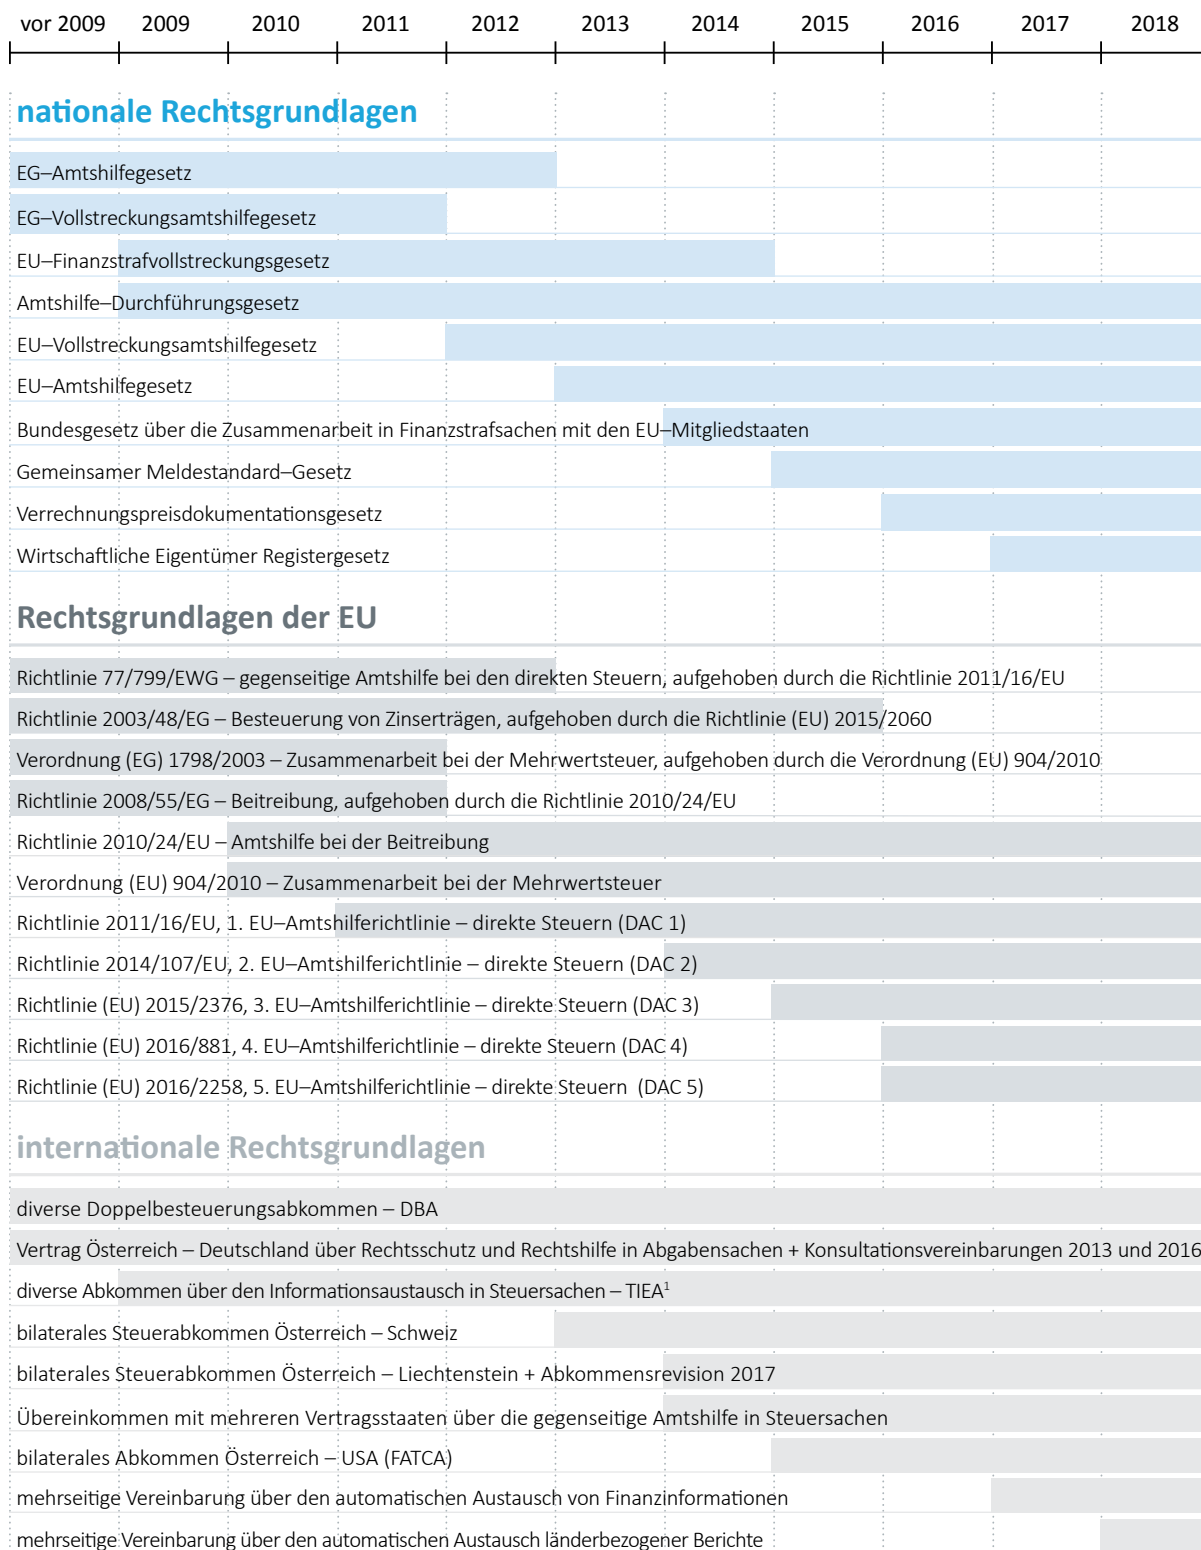 vor 2009 2009 2010 2011 2012 2013 2014 2015 2016 2017 2018
nationale Rechtsgrundlagen
EG–Amtshilfegesetz
EG–Vollstreckungsamtshilfegesetz
EU–Finanzstrafvollstreckungsgesetz
Amtshilfe–Durchführungsgesetz
EU–Vollstreckungsamtshilfegesetz
EU–Amtshilfegesetz
Bundesgesetz über die Zusammenarbeit in Finanzstrafsachen mit den EU–Mitgliedstaaten
Gemeinsamer Meldestandard–Gesetz
Verrechnungspreisdokumentationsgesetz
Wirtschaftliche Eigentümer Registergesetz
Rechtsgrundlagen der EU
Richtlinie 77/799/EWG – gegenseitige Amtshilfe bei den direkten Steuern, aufgehoben durch die Richtlinie 2011/16/EU
Richtlinie 2003/48/EG – Besteuerung von Zinserträgen, aufgehoben durch die Richtlinie (EU) 2015/2060
Verordnung (EG) 1798/2003 – Zusammenarbeit bei der Mehrwertsteuer, aufgehoben durch die Verordnung (EU) 904/2010
Richtlinie 2008/55/EG – Beitreibung, aufgehoben durch die Richtlinie 2010/24/EU
Richtlinie 2010/24/EU – Amtshilfe bei der Beitreibung
Verordnung (EU) 904/2010 – Zusammenarbeit bei der Mehrwertsteuer
Richtlinie 2011/16/EU, 1. EU–Amtshilferichtlinie – direkte Steuern (DAC 1)
Richtlinie 2014/107/EU, 2. EU–Amtshilferichtlinie – direkte Steuern (DAC 2)
Richtlinie (EU) 2015/2376, 3. EU–Amtshilferichtlinie – direkte Steuern (DAC 3)
Richtlinie (EU) 2016/881, 4. EU–Amtshilferichtlinie – direkte Steuern (DAC 4)
Richtlinie (EU) 2016/2258, 5. EU–Amtshilferichtlinie – direkte Steuern (DAC 5)
internationale Rechtsgrundlagen
diverse Doppelbesteuerungsabkommen – DBA
Vertrag Österreich – Deutschland über Rechtsschutz und Rechtshilfe in Abgabensachen + Konsultationsvereinbarungen 2013 und 2016
diverse Abkommen über den Informationsaustausch in Steuersachen – TIEA¹
bilaterales Steuerabkommen Österreich – Schweiz
bilaterales Steuerabkommen Österreich – Liechtenstein + Abkommensrevision 2017
Übereinkommen mit mehreren Vertragsstaaten über die gegenseitige Amtshilfe in Steuersachen
bilaterales Abkommen Österreich – USA (FATCA)
mehrseitige Vereinbarung über den automatischen Austausch von Finanzinformationen
mehrseitige Vereinbarung über den automatischen Austausch länderbezogener Berichte